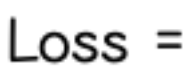 Loss =